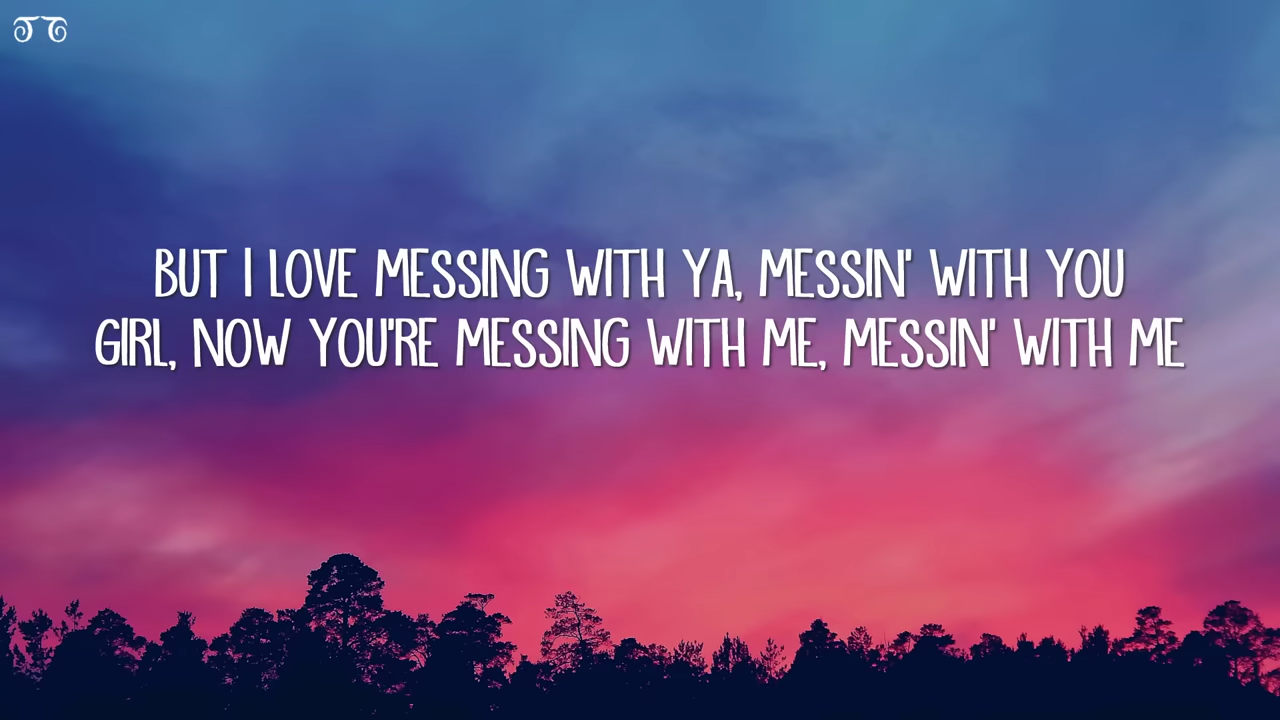 BUT I LOVE MESSING WITH YA, MESSIN' WITH YOU
GIRL, NOW YOU'RE MESSING WITH ME, MESSIN' WITH ME